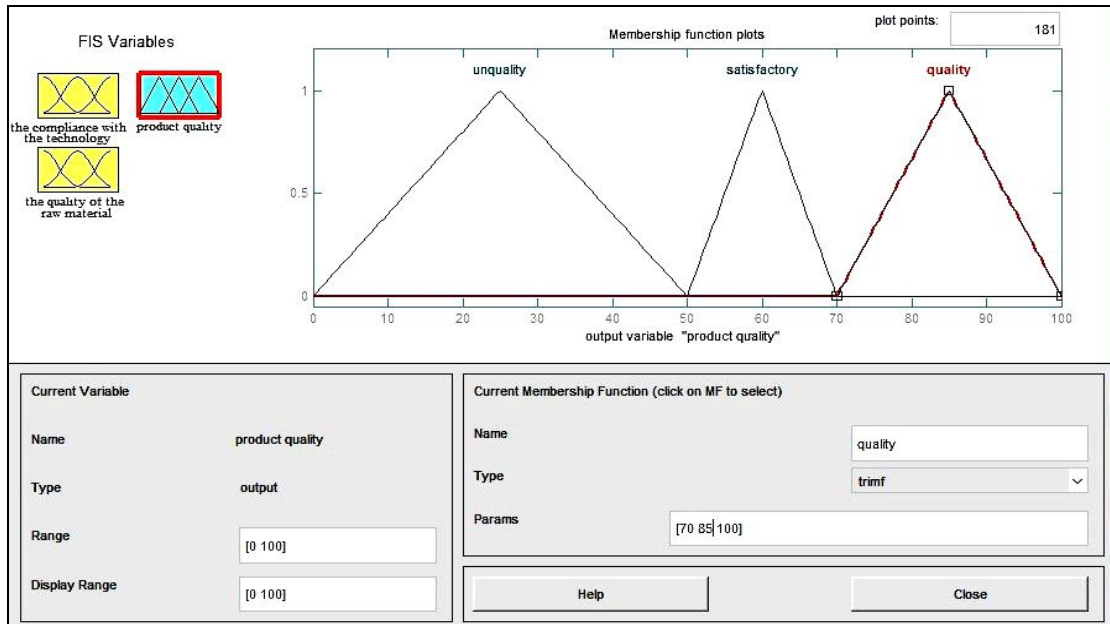 FIS Variables
the compliance with
the technology
product quality
the quality of the
raw material
plot points:
181
Membership function plots
unquality
satisfactory
quality
1
0.5
0
0 10 20 30 40 50 60 70 80 90 100
output variable "product quality"
Current Variable
Name product quality
Type output
Range [0 100]
Display Range [0 100]
Current Membership Function (click on MF to select)
Name quality
Type trimf
Params [70 85 100]
Help
Close